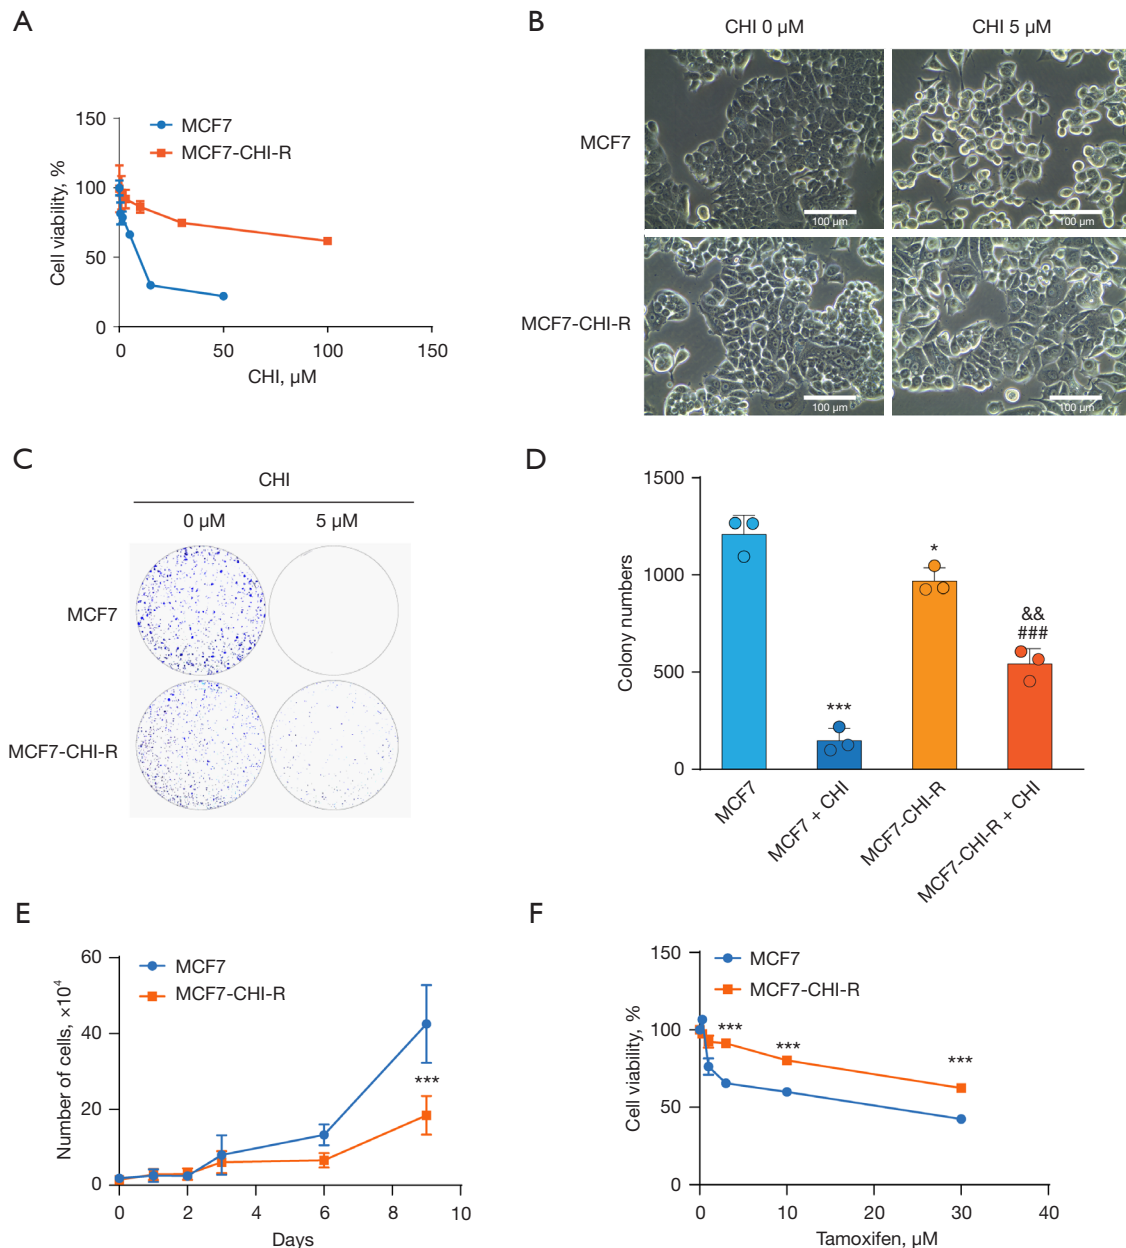 A
150
100
50
0
Cell viability, %
MCF7
MCF7-CHI-R
0
50
100
150
CHI, µM
B
CHI 0 µM
CHI 5 µM
MCF7
MCF7-CHI-R
100 µm
100 µm
100 µm
100 µm
C
CHI
0 µM
5 µM
MCF7
MCF7-CHI-R
D
1500
1000
500
0
Colony numbers
***
*
&&
###
MCF7
MCF7 + CHI
MCF7-CHI-R
MCF7-CHI-R + CHI
E
60
40
20
0
Number of cells, ×10⁴
MCF7
MCF7-CHI-R
***
0
2
4
6
8
10
Days
F
150
100
50
0
Cell viability, %
MCF7
MCF7-CHI-R
***
***
***
0
10
20
30
40
Tamoxifen, µM